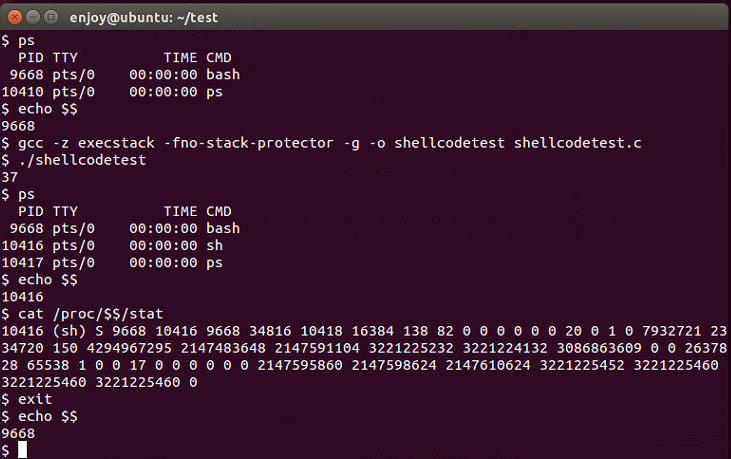 enjoy@ubuntu: ~/test
$ ps
  PID TTY          TIME CMD
 9668 pts/0    00:00:00 bash
10410 pts/0    00:00:00 ps
$ echo $$
9668
$ gcc -z execstack -fno-stack-protector -g -o shellcodetest shellcodetest.c
$ ./shellcodetest
37
$ ps
  PID TTY          TIME CMD
 9668 pts/0    00:00:00 bash
10416 pts/0    00:00:00 sh
10417 pts/0    00:00:00 ps
$ echo $$
10416
$ cat /proc/$$/stat
10416 (sh) S 9668 10416 9668 34816 10418 16384 138 82 0 0 0 0 0 0 20 0 1 0 7932721 23
34720 150 4294967295 2147483648 2147591104 3221225232 3221224132 3086863609 0 0 26378
28 65538 1 0 0 17 0 0 0 0 0 0 2147595860 2147598624 2147610624 3221225452 3221225460
3221225460 3221225460 0
$ exit
$ echo $$
9668
$